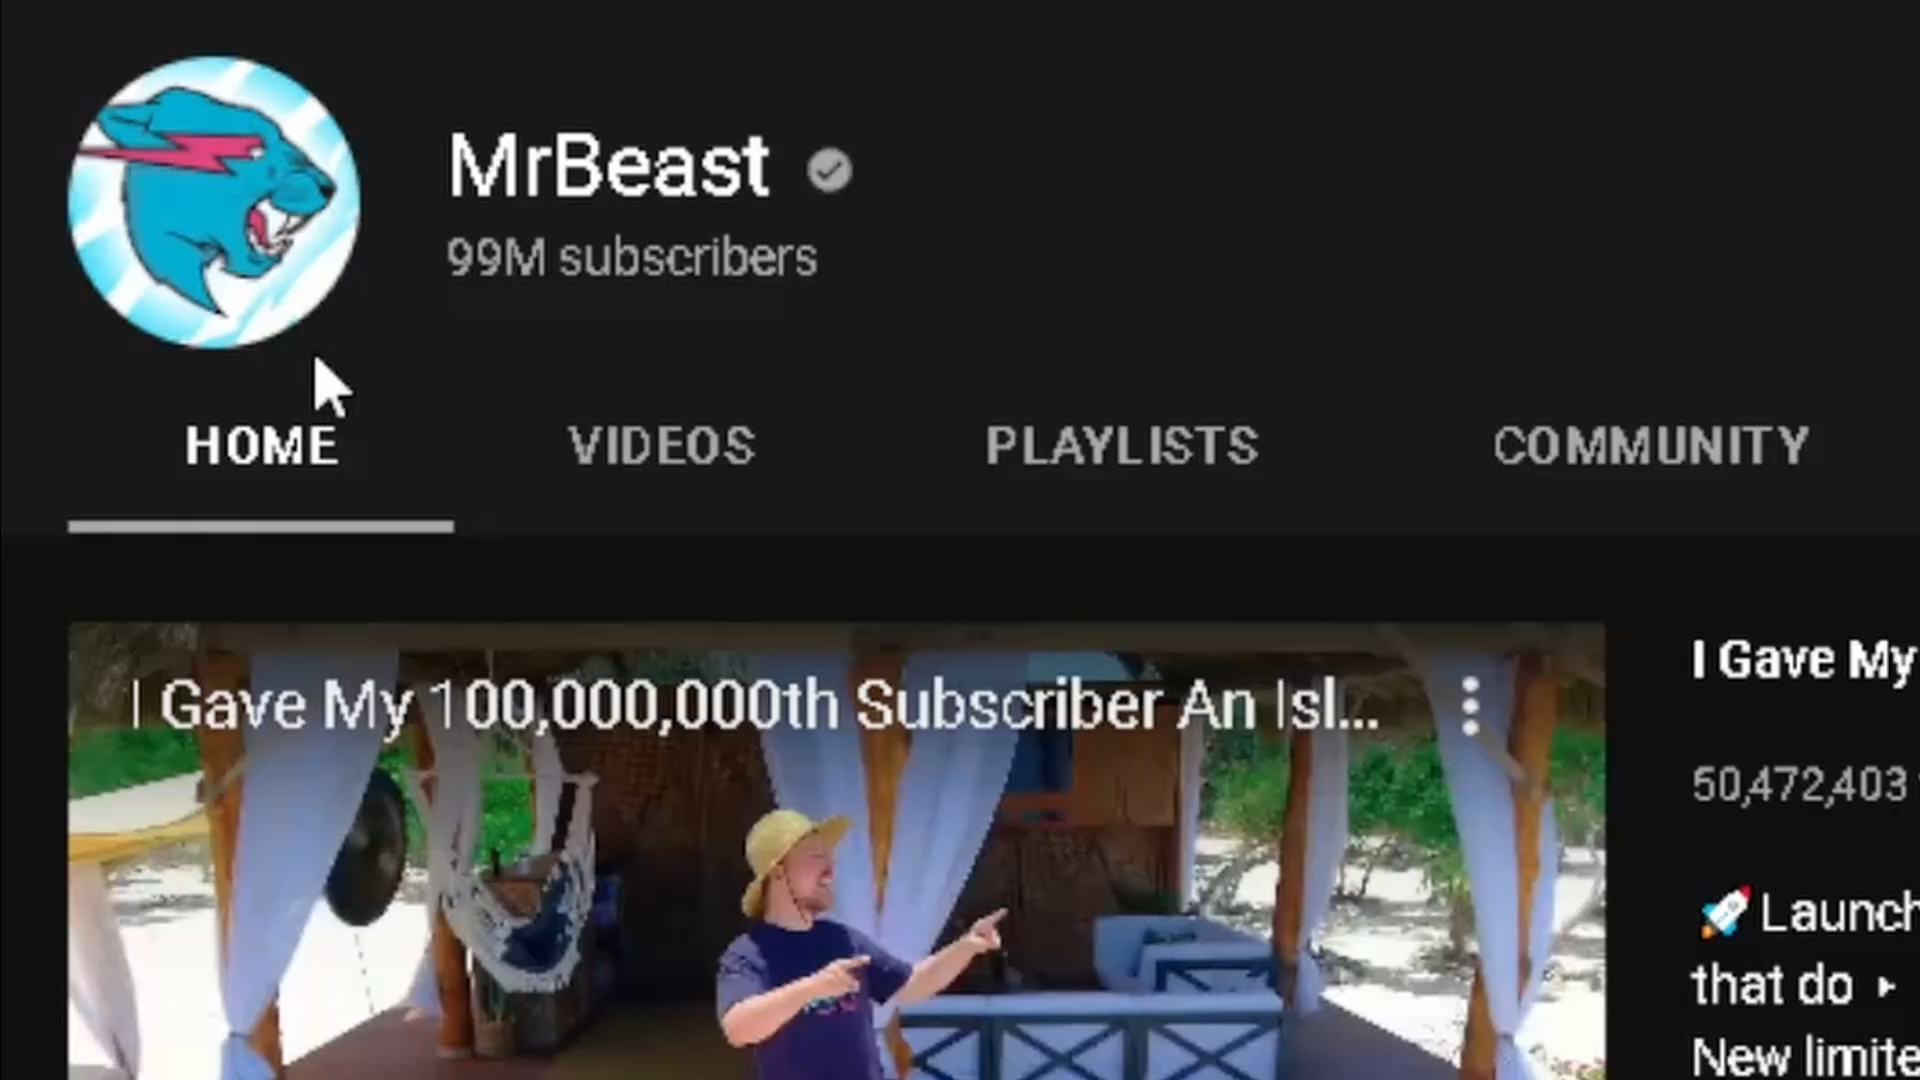 MrBeast
99M subscribers
HOME VIDEOS PLAYLISTS COMMUNITY
I Gave My 100,000,000th Subscriber An Isl...
I Gave My
50,472,403
🚀 Launch
that do ▸
New limite